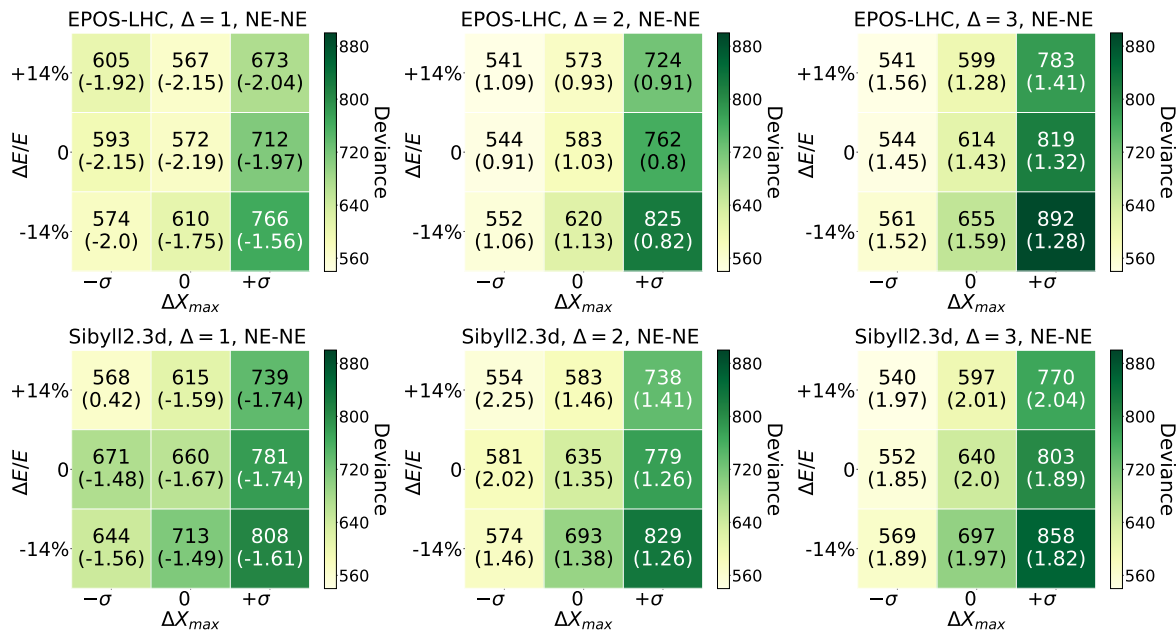 EPOS-LHC, Δ = 1, NE-NE
+14% 605 567 673
(-1.92) (-2.15) (-2.04)
0 593 572 712
(-2.15) (-2.19) (-1.97)
-14% 574 610 766
(-2.0) (-1.75) (-1.56)
−σ 0 +σ
ΔX_max
ΔE/E
880
800
720
640
560
Deviance
EPOS-LHC, Δ = 2, NE-NE
+14% 541 573 724
(1.09) (0.93) (0.91)
0 544 583 762
(0.91) (1.03) (0.8)
-14% 552 620 825
(1.06) (1.13) (0.82)
−σ 0 +σ
ΔX_max
ΔE/E
880
800
720
640
560
Deviance
EPOS-LHC, Δ = 3, NE-NE
+14% 541 599 783
(1.56) (1.28) (1.41)
0 544 614 819
(1.45) (1.43) (1.32)
-14% 561 655 892
(1.52) (1.59) (1.28)
−σ 0 +σ
ΔX_max
ΔE/E
880
800
720
640
560
Deviance
Sibyll2.3d, Δ = 1, NE-NE
+14% 568 615 739
(0.42) (-1.59) (-1.74)
0 671 660 781
(-1.48) (-1.67) (-1.74)
-14% 644 713 808
(-1.56) (-1.49) (-1.61)
−σ 0 +σ
ΔX_max
ΔE/E
880
800
720
640
560
Deviance
Sibyll2.3d, Δ = 2, NE-NE
+14% 554 583 738
(2.25) (1.46) (1.41)
0 581 635 779
(2.02) (1.35) (1.26)
-14% 574 693 829
(1.46) (1.38) (1.26)
−σ 0 +σ
ΔX_max
ΔE/E
880
800
720
640
560
Deviance
Sibyll2.3d, Δ = 3, NE-NE
+14% 540 597 770
(1.97) (2.01) (2.04)
0 552 640 803
(1.85) (2.0) (1.89)
-14% 569 697 858
(1.89) (1.97) (1.82)
−σ 0 +σ
ΔX_max
ΔE/E
880
800
720
640
560
Deviance